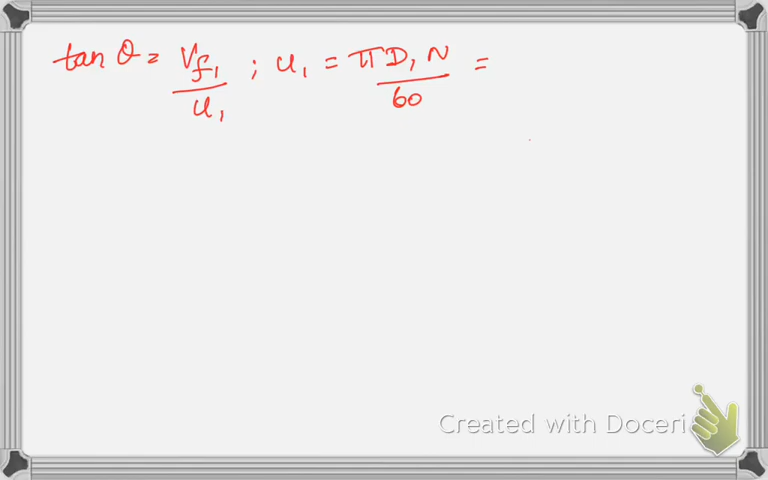 tan θ = Vf₁/u₁ ; u₁ = πD₁N/60 =
Created with Doceri